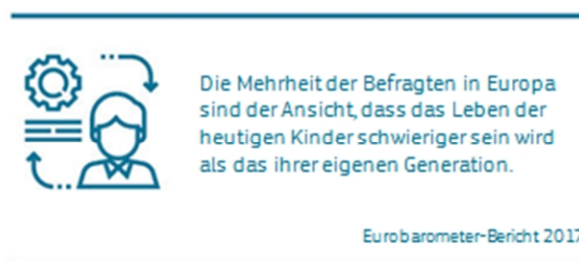 Die Mehrheit der Befragten in Europa
sind der Ansicht, dass das Leben der
heutigen Kinder schwieriger sein wird
als das ihrer eigenen Generation.
Eurobarometer-Bericht 2017